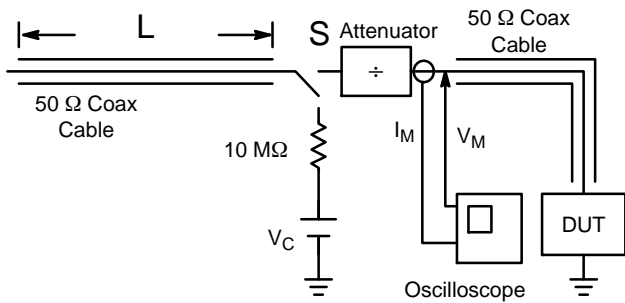 L
S
Attenuator
50 Ω Coax
Cable
÷
50 Ω Coax
Cable
I_M
V_M
10 MΩ
V_C
DUT
Oscilloscope